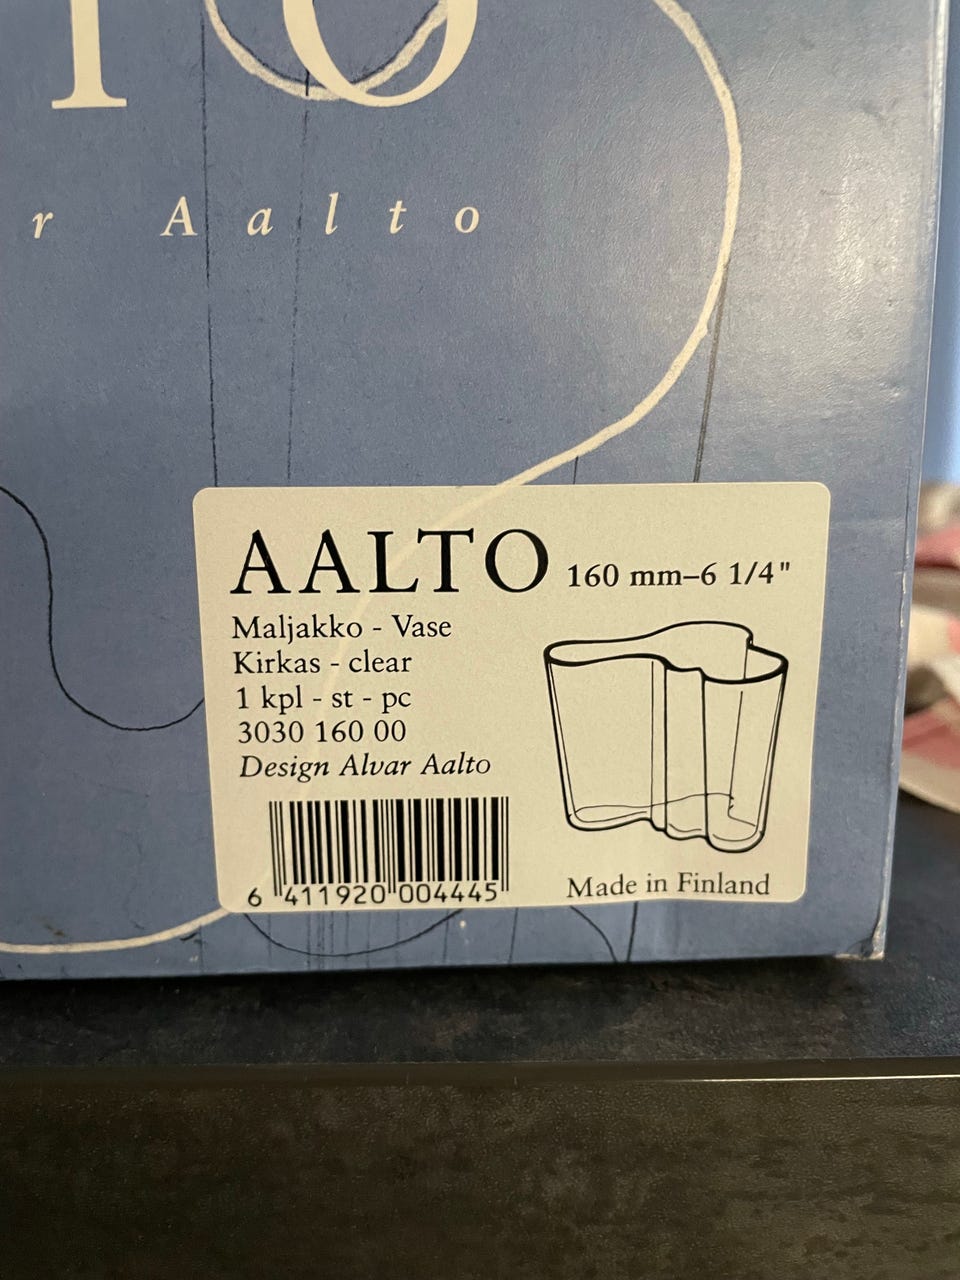 r Aalto
AALTO 160 mm–6 1/4"
Maljakko - Vase
Kirkas - clear
1 kpl - st - pc
3030 160 00
Design Alvar Aalto
6 411920 004445
Made in Finland